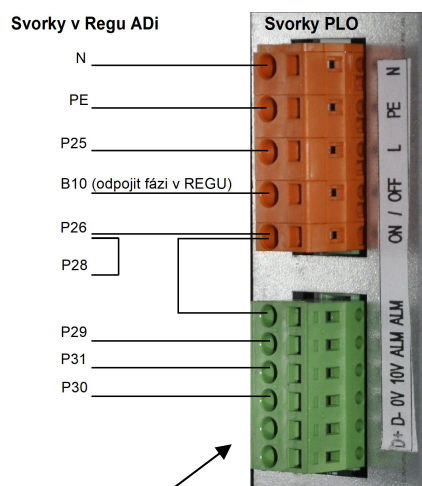 Svorky v Regu ADi
Svorky PLO
N
PE
P25
B10 (odpojit fázi v REGU)
P26
P28
P29
P31
P30
N
PE
L
ON / OFF
D+ D- 0V 10V ALM ALM